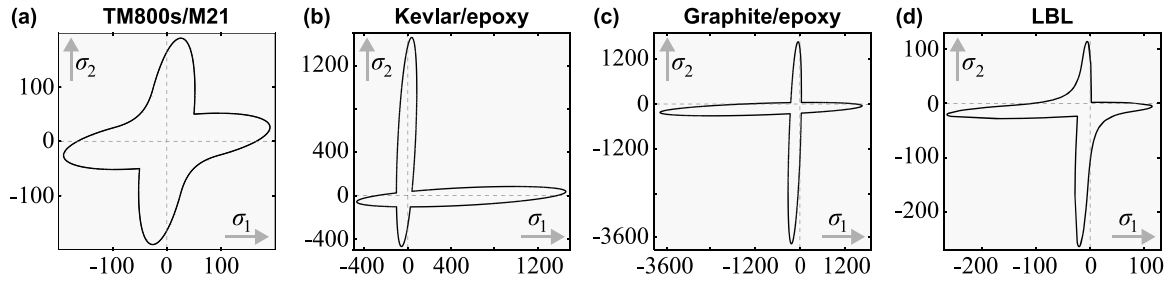 (a) TM800s/M21
σ2
100
0
-100
σ1
-100 0 100
(b) Kevlar/epoxy
1200
σ2
400
0
-400
σ1
-400 0 400 1200
(c) Graphite/epoxy
1200
σ2
0
-1200
-3600
σ1
-3600 -1200 0 1200
(d) LBL
100
σ2
0
-100
-200
σ1
-200 -100 0 100